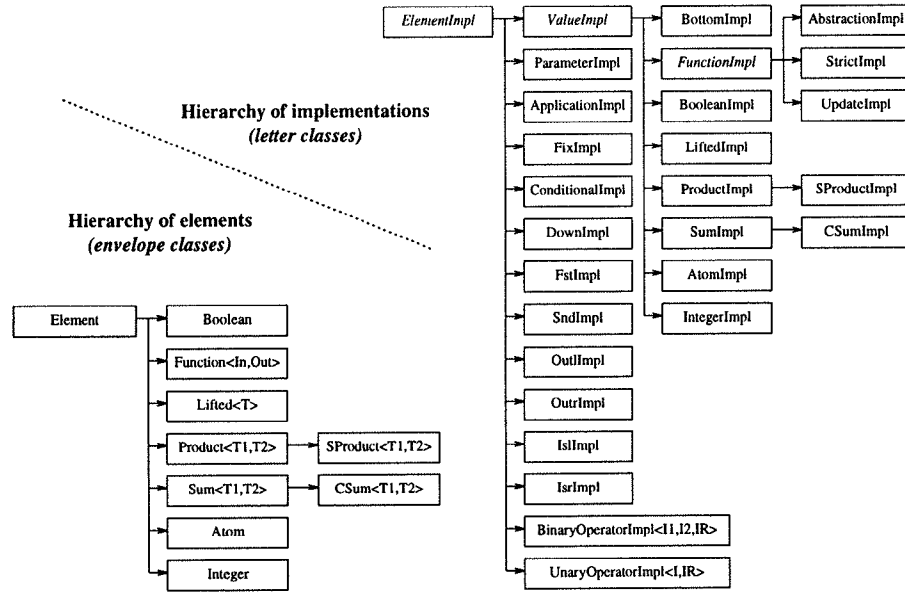 ElementImpl
ValueImpl
BottomImpl
AbstractionImpl
ParameterImpl
FunctionImpl
StrictImpl
Hierarchy of implementations
(letter classes)
ApplicationImpl
BooleanImpl
UpdateImpl
FixImpl
LiftedImpl
ConditionalImpl
ProductImpl
SProductImpl
Hierarchy of elements
(envelope classes)
DownImpl
SumImpl
CSumImpl
FstImpl
AtomImpl
Element
Boolean
SndImpl
IntegerImpl
Function<In,Out>
OutlImpl
Lifted<T>
OutrImpl
Product<T1,T2>
SProduct<T1,T2>
IslImpl
Sum<T1,T2>
CSum<T1,T2>
IsrImpl
Atom
BinaryOperatorImpl<I1,I2,IR>
Integer
UnaryOperatorImpl<I,IR>